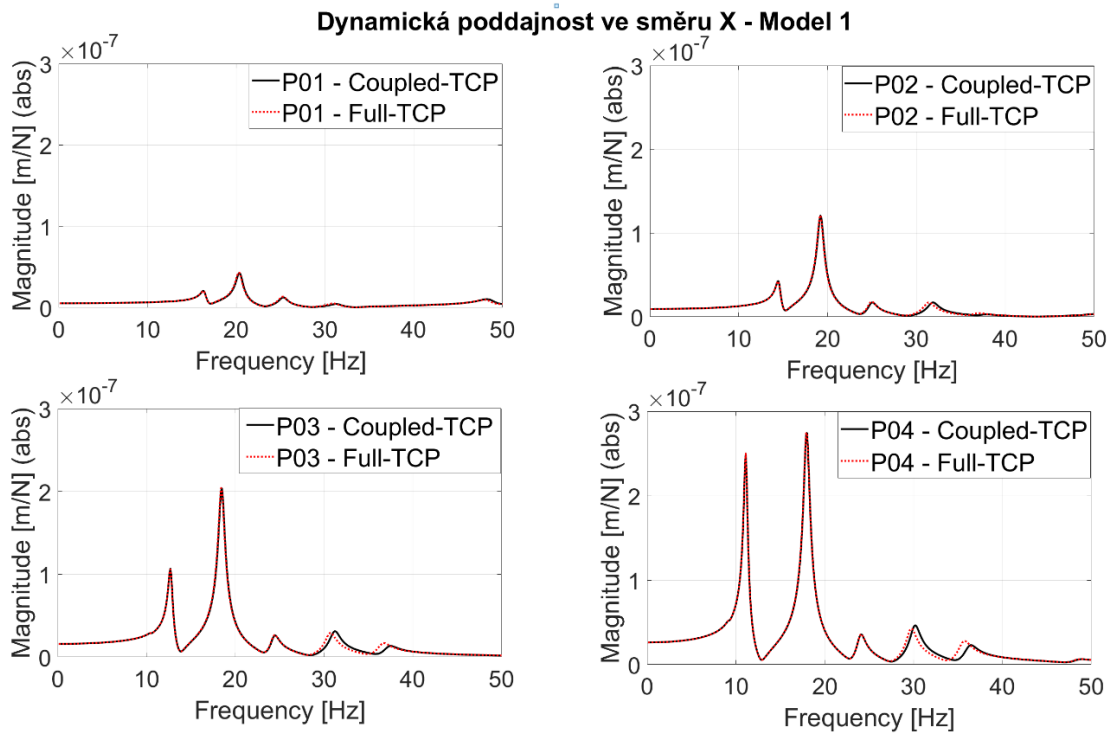 Dynamická poddajnost ve směru X - Model 1
×10-7
3
2
1
0
Magnitude [m/N] (abs)
P01 - Coupled-TCP
P01 - Full-TCP
0 10 20 30 40 50
Frequency [Hz]
×10-7
3
2
1
0
Magnitude [m/N] (abs)
P02 - Coupled-TCP
P02 - Full-TCP
0 10 20 30 40 50
Frequency [Hz]
×10-7
3
2
1
0
Magnitude [m/N] (abs)
P03 - Coupled-TCP
P03 - Full-TCP
0 10 20 30 40 50
Frequency [Hz]
×10-7
3
2
1
0
Magnitude [m/N] (abs)
P04 - Coupled-TCP
P04 - Full-TCP
0 10 20 30 40 50
Frequency [Hz]